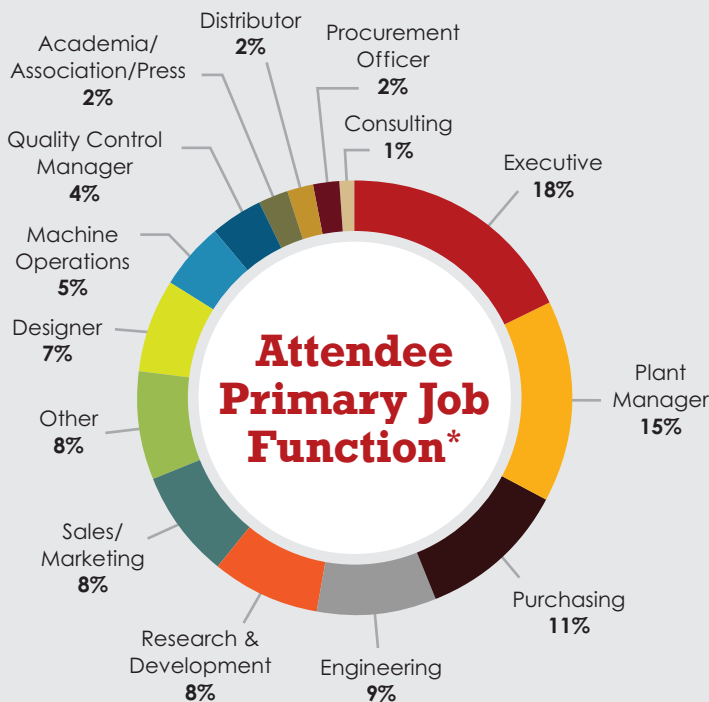 Distributor
2%
Procurement
Officer
2%
Academia/
Association/Press
2%
Consulting
1%
Quality Control
Manager
4%
Executive
18%
Machine
Operations
5%
Designer
7%
Attendee
Primary Job
Function*
Plant
Manager
15%
Other
8%
Sales/
Marketing
8%
Purchasing
11%
Research &
Development
8%
Engineering
9%